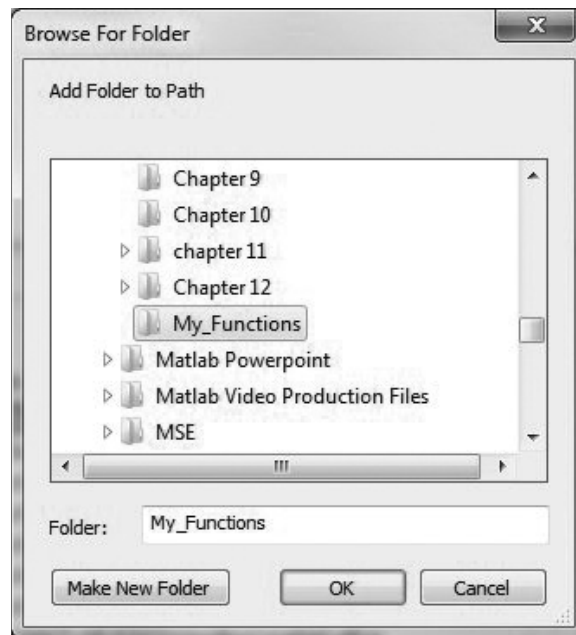 Browse For Folder
Add Folder to Path
Chapter 9
Chapter 10
chapter 11
Chapter 12
My_Functions
Matlab Powerpoint
Matlab Video Production Files
MSE
Folder: My_Functions
Make New Folder OK Cancel